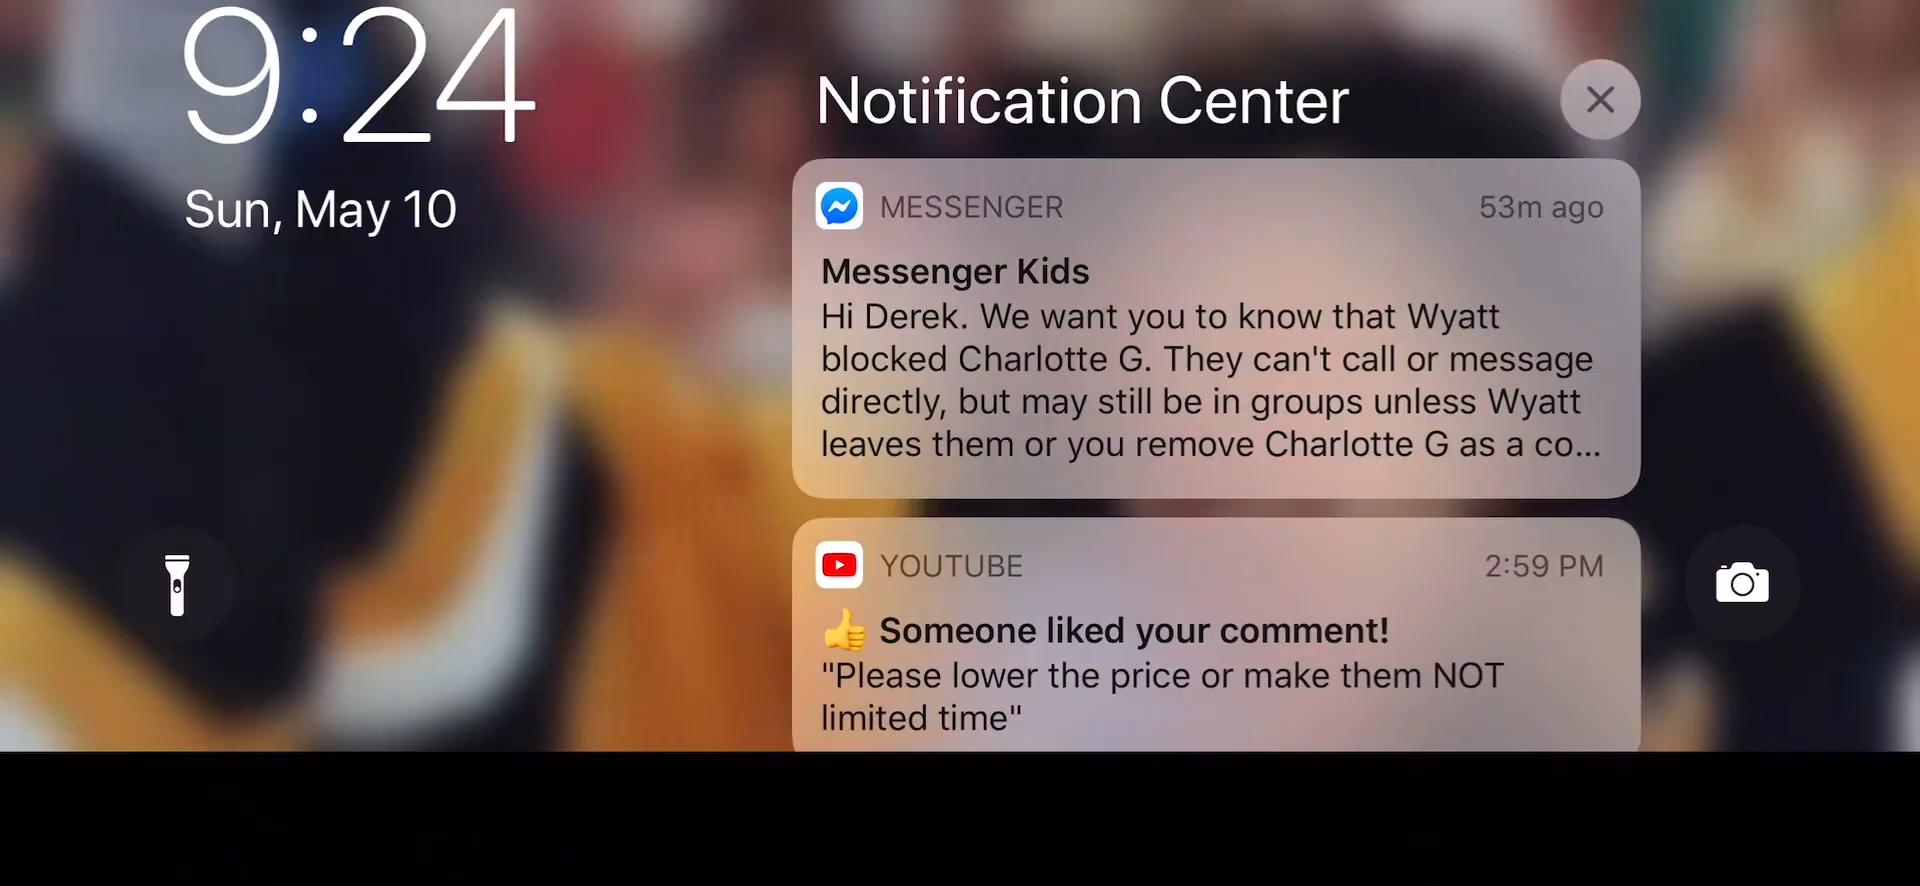 9:24
Sun, May 10
Notification Center
MESSENGER
53m ago
Messenger Kids
Hi Derek. We want you to know that Wyatt
blocked Charlotte G. They can't call or message
directly, but may still be in groups unless Wyatt
leaves them or you remove Charlotte G as a co...
YOUTUBE
2:59 PM
👍 Someone liked your comment!
"Please lower the price or make them NOT
limited time"